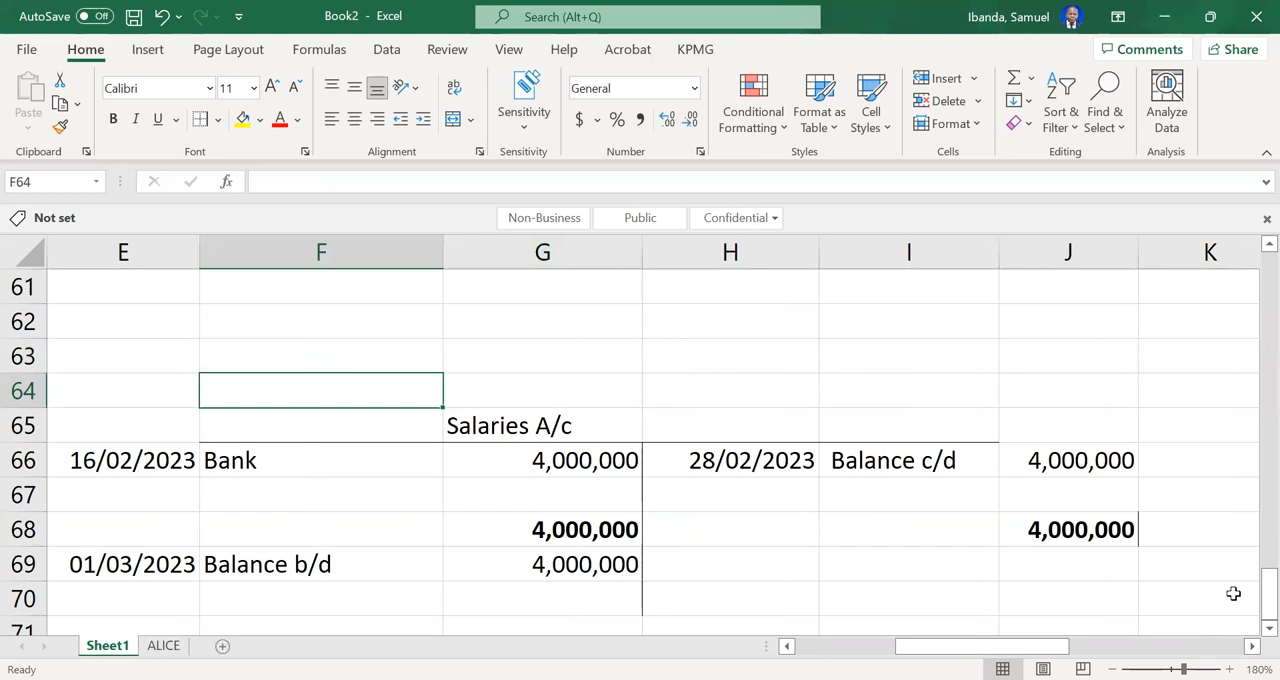 AutoSave Off Book2 - Excel Search (Alt+Q) Ibanda, Samuel
File Home Insert Page Layout Formulas Data Review View Help Acrobat KPMG Comments Share
Paste Calibri 11 General Sensitivity Conditional Formatting Format as Table Cell Styles Insert Delete Format Sort & Filter Find & Select Analyze Data
B I U $ % 
Clipboard Font Alignment Sensitivity Number Styles Cells Editing Analysis
F64 fx
Not set Non-Business Public Confidential
E F G H I J K
61
62
63
64
65 Salaries A/c
66 16/02/2023 Bank 4,000,000 28/02/2023 Balance c/d 4,000,000
67
68 4,000,000 4,000,000
69 01/03/2023 Balance b/d 4,000,000
70
71
Sheet1 ALICE
Ready 180%